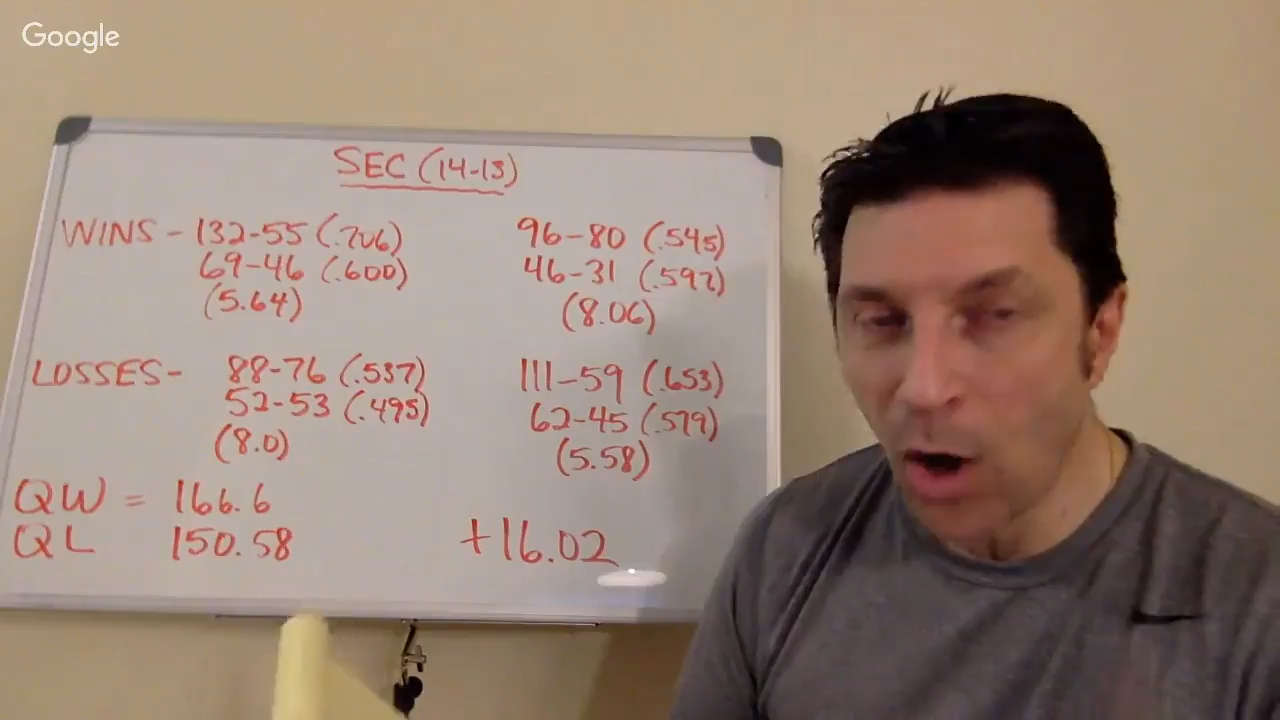 Google
SEC (14-13)
WINS - 132-55 (.706)
69-46 (.600)
(5.64)
96-80 (.545)
46-31 (.597)
(8.06)
LOSSES- 88-76 (.537)
52-53 (.495)
(8.0)
111-59 (.653)
62-45 (.579)
(5.58)
QW = 166.6
QL 150.58
+16.02